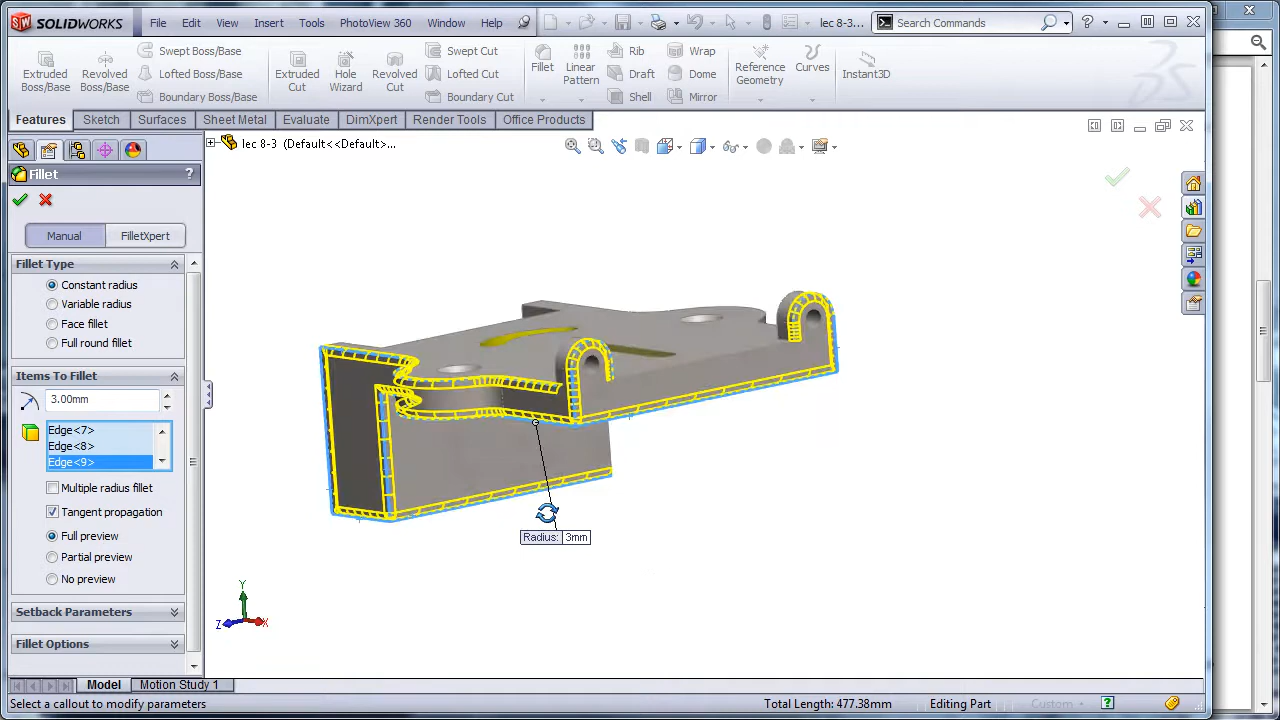 SOLIDWORKS File Edit View Insert Tools PhotoView 360 Window Help lec 8-3... Search Commands
Extruded Boss/Base
Revolved Boss/Base
Swept Boss/Base
Lofted Boss/Base
Boundary Boss/Base
Extruded Cut
Hole Wizard
Revolved Cut
Swept Cut
Lofted Cut
Boundary Cut
Fillet
Linear Pattern
Rib
Draft
Shell
Wrap
Dome
Mirror
Reference Geometry
Curves
Instant3D
Features Sketch Surfaces Sheet Metal Evaluate DimXpert Render Tools Office Products
lec 8-3 (Default<<Default>...
Fillet ?
Manual FilletXpert
Fillet Type
Constant radius
Variable radius
Face fillet
Full round fillet
Items To Fillet
3.00mm
Edge<7>
Edge<8>
Edge<9>
Multiple radius fillet
Tangent propagation
Full preview
Partial preview
No preview
Setback Parameters
Fillet Options
Radius: 3mm
Y
Z X
Model Motion Study 1
Select a callout to modify parameters Total Length: 477.38mm Editing Part Custom ?